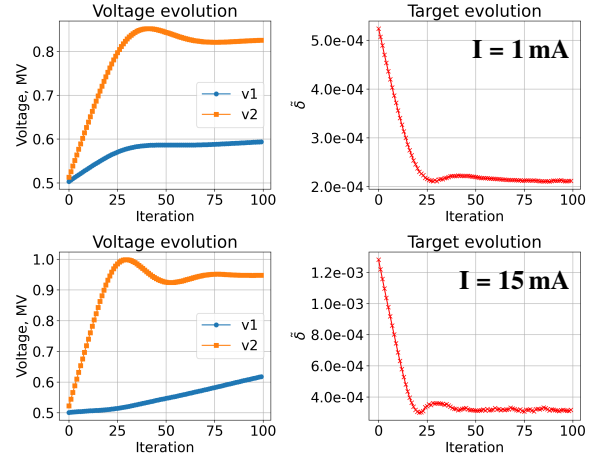 Voltage evolution
Voltage, MV
0.8
0.7
0.6
0.5
v1
v2
0 25 50 75 100
Iteration
Target evolution
I = 1 mA
δ̃
5.0e-04
4.0e-04
3.0e-04
2.0e-04
0 25 50 75 100
Iteration
Voltage evolution
Voltage, MV
1.0
0.9
0.8
0.7
0.6
0.5
v1
v2
0 25 50 75 100
Iteration
Target evolution
I = 15 mA
δ̃
1.2e-03
1.0e-03
8.0e-04
6.0e-04
4.0e-04
0 25 50 75 100
Iteration